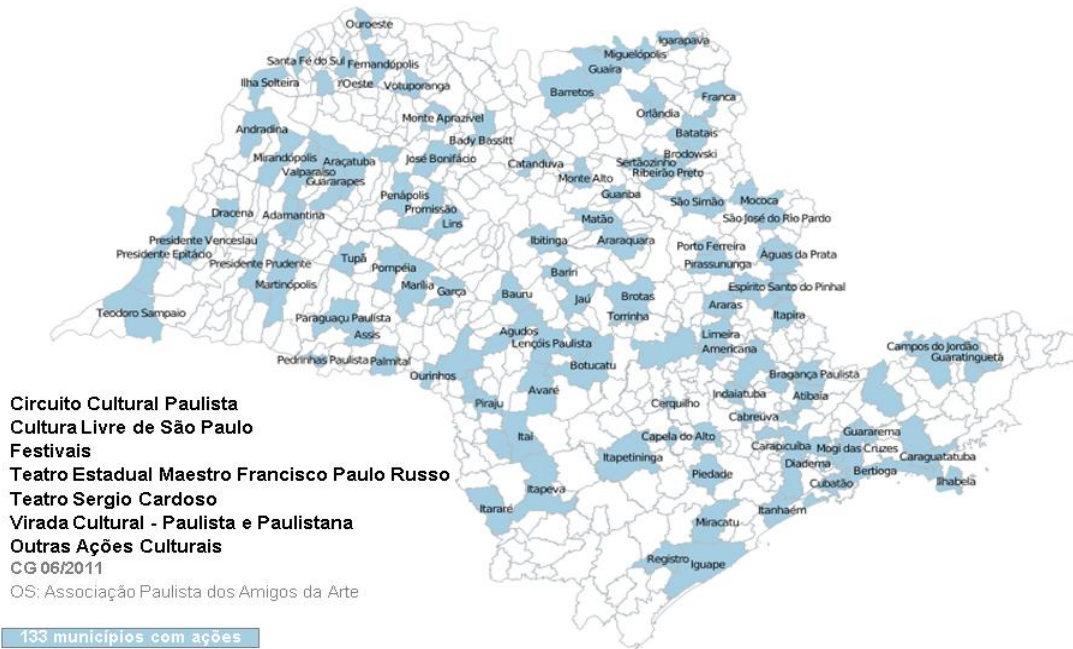 Ouroeste
Igarapava
Miguelópolis
Santa Fé do Sul Fernandópolis
Guaíra
Ilha Solteira
'Oeste
Votuporanga
Barretos
Franca
Orlândia
Monte Aprazível
Andradina
Batatais
Bady Bassitt
Brodowski
Mirandópolis
Araçatuba
José Bonifácio
Catanduva
Sertãozinho
Valparaíso
Ribeirão Preto
Guararapes
Monte Alto
Penápolis
Guariba
São Simão
Mococa
Promissão
Dracena
Adamantina
Matão
São José do Rio Pardo
Lins
Presidente Venceslau
Ibitinga
Araraquara
Porto Ferreira
Presidente Epitácio
Águas da Prata
Tupã
Presidente Prudente
Pompéia
Pirassununga
Bariri
Martinópolis
Marília
Garça
Espírito Santo do Pinhal
Bauru
Jaú
Brotas
Araras
Teodoro Sampaio
Paraguaçu Paulista
Torrinha
Itapira
Assis
Agudos
Limeira
Lençóis Paulista
Campos do Jordão
Americana
Guaratinguetá
Pedrinhas Paulista
Palmital
Botucatu
Ourinhos
Bragança Paulista
Avaré
Indaiatuba
Atibaia
Piraju
Cerquilho
Cabreúva
Itaí
Capela do Alto
Carapicuíba
Guararema
Mogi das Cruzes
Itapetininga
Diadema
Caraguatatuba
Piedade
Bertioga
Cubatão
Ilhabela
Itapeva
Itararé
Itanhaém
Miracatu
Registro
Iguape
Circuito Cultural Paulista
Cultura Livre de São Paulo
Festivais
Teatro Estadual Maestro Francisco Paulo Russo
Teatro Sergio Cardoso
Virada Cultural - Paulista e Paulistana
Outras Ações Culturais
CG 06/2011
OS: Associação Paulista dos Amigos da Arte
133 municípios com ações